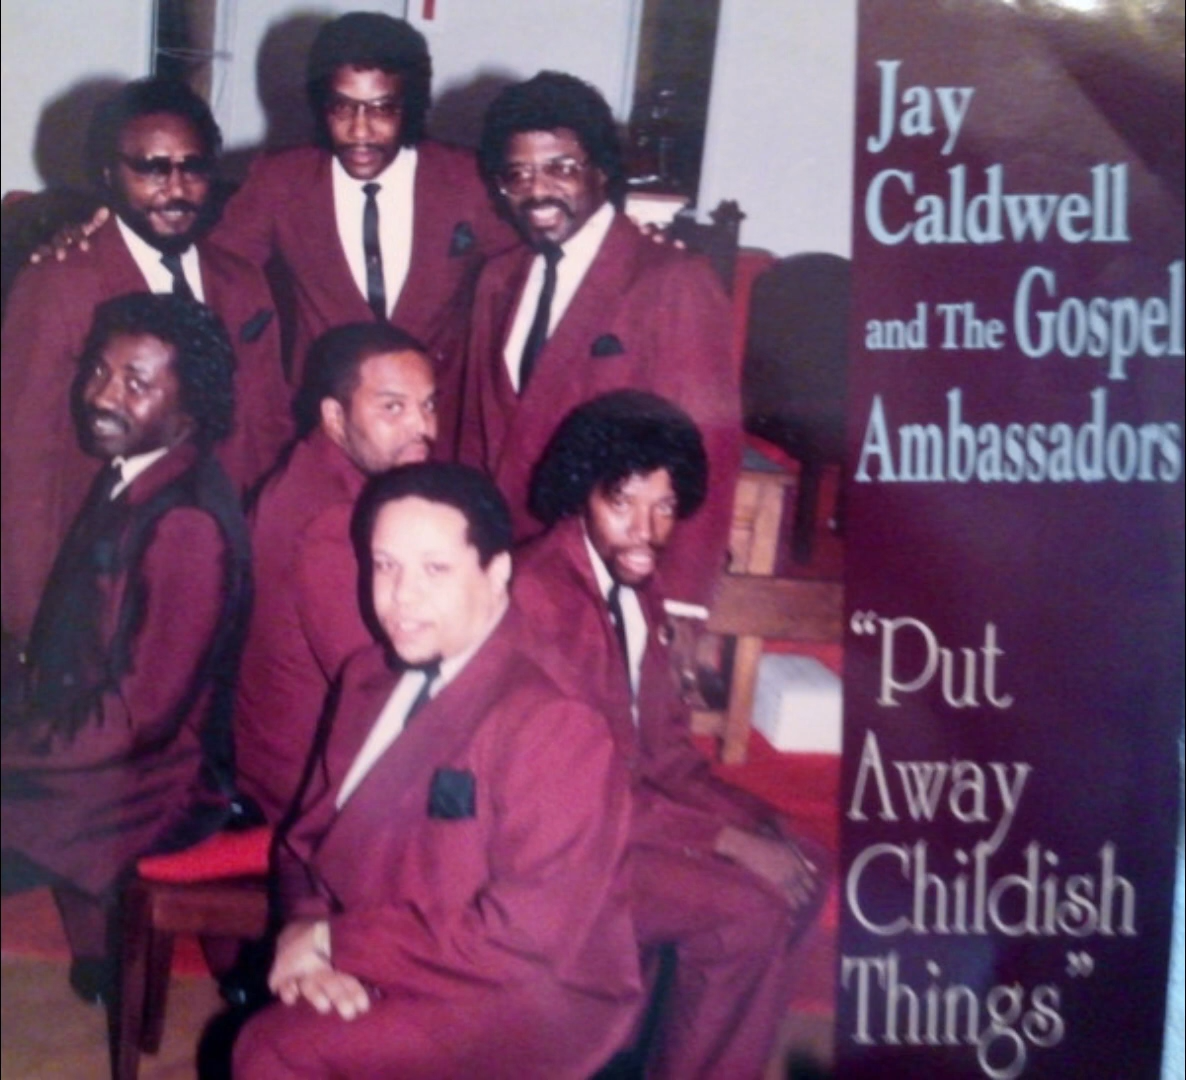 Jay
Caldwell
and The Gospel
Ambassadors
“Put
Away
Childish
Things”